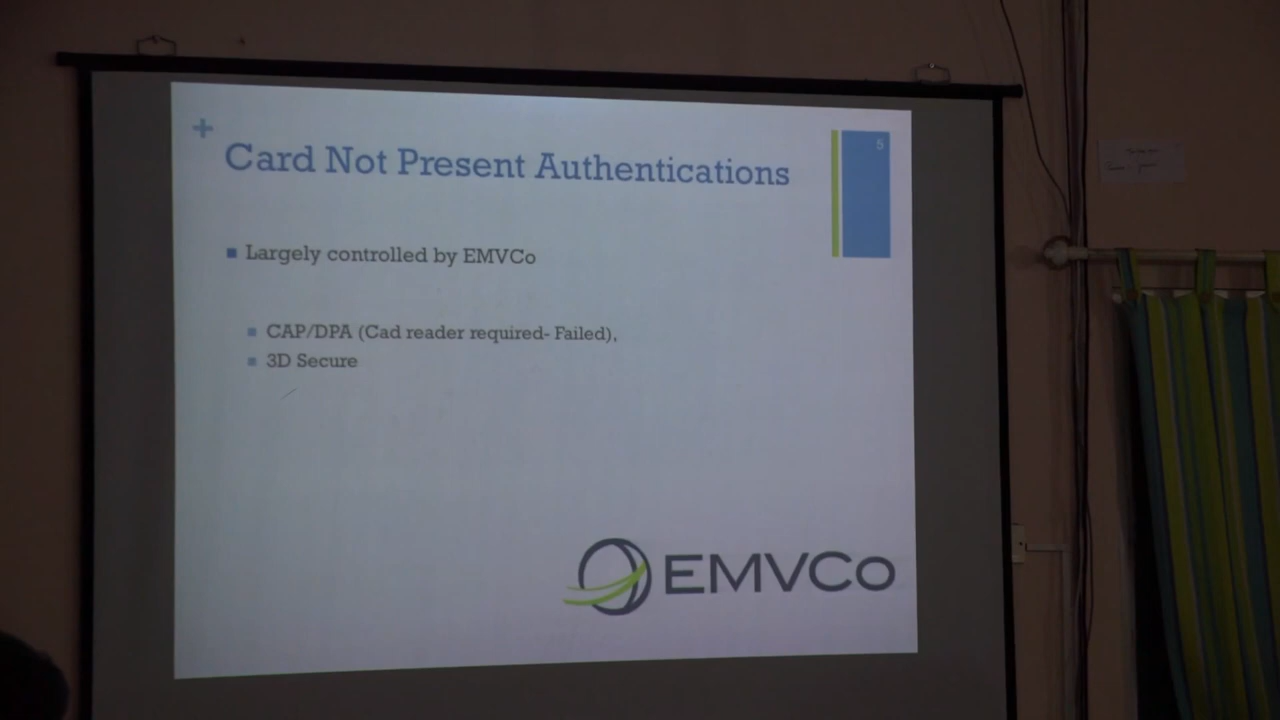 +
Card Not Present Authentications
5
Largely controlled by EMVCo
CAP/DPA (Cad reader required- Failed),
3D Secure
EMVCo